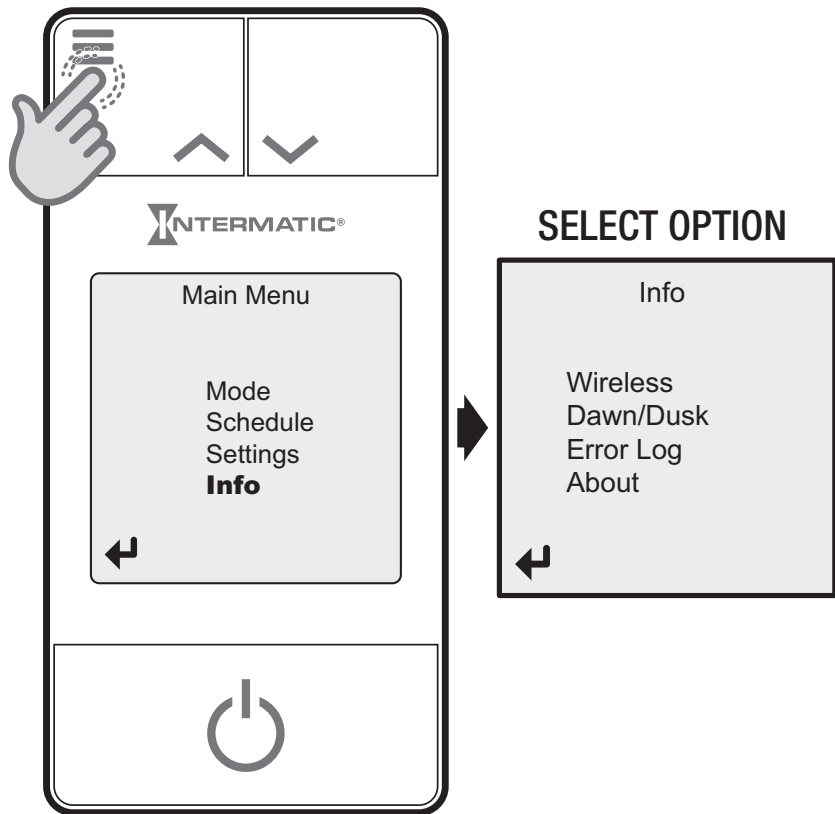 INTERMATIC®
Main Menu
Mode
Schedule
Settings
Info
SELECT OPTION
Info
Wireless
Dawn/Dusk
Error Log
About